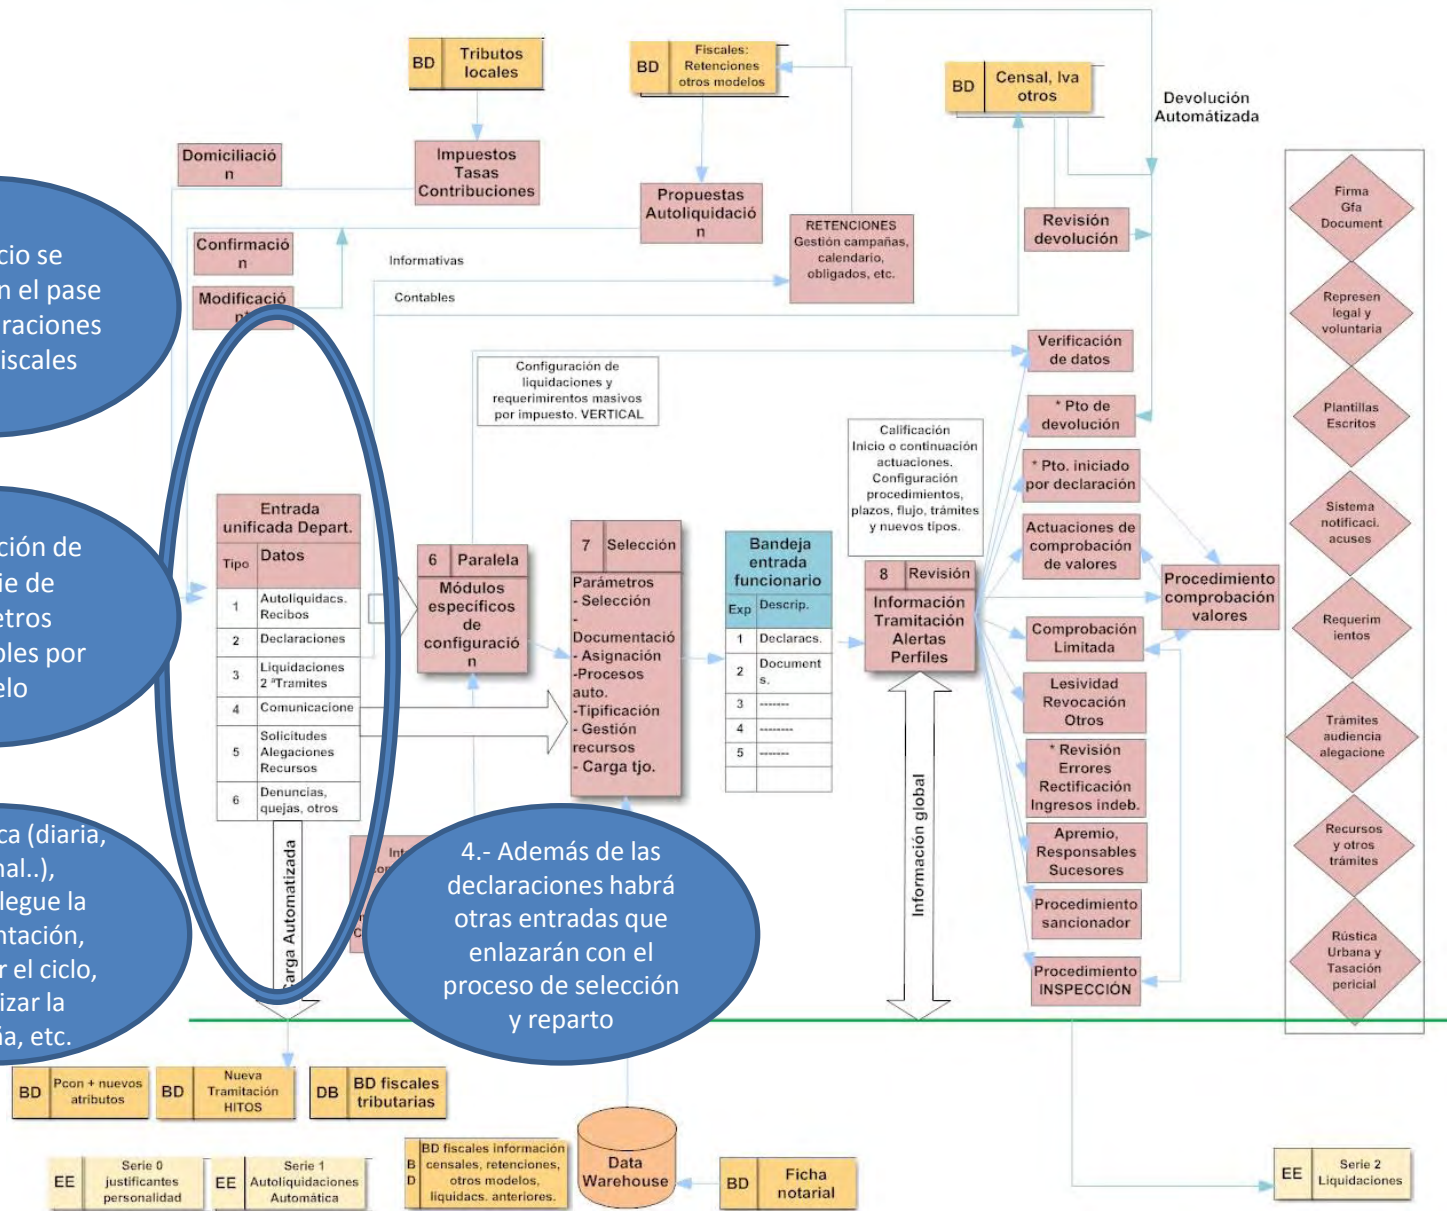 BD
Tributos
locales
BD
Fiscales:
Retenciones
otros modelos
BD
Censal, Iva
otros
Devolución
Automátizada
Domiciliació
n
Impuestos
Tasas
Contribuciones
Propuestas
Autoliquidació
n
RETENCIONES
Gestión campañas,
calendario,
obligados, etc.
Revisión
devolución
Confirmació
n
Modificació
Informativas
Contables
cio se
n el pase
raciones
iscales
ción de
ie de
etros
bles por
elo
ca (diaria,
nal..),
legue la
ntación,
r el ciclo,
izar la
ña, etc.
Configuración de
liquidaciones y
requerimirentos masivos
por impuesto. VERTICAL
Calificación
Inicio o continuación
actuaciones.
Configuración
procedimientos,
plazos, flujo, trámites
y nuevos tipos.
Entrada
unificada Depart.
Tipo Datos
1 Autoliquidacs.
Recibos
2 Declaraciones
3 Liquidaciones
2 ªTramites
4 Comunicacione
5 Solicitudes
Alegaciones
Recursos
6 Denuncias,
quejas, otros
Carga Automatizada
6 Paralela
Módulos
específicos
de
configuració
n
7 Selección
Parámetros
- Selección
-
Documentació
- Asignación
-Procesos
auto.
-Tipificación
- Gestión
recursos
- Carga tjo.
Bandeja
entrada
funcionario
Exp Descrip.
1 Declaracs.
2 Document
s.
3 -------
4 --------
5 -------
8 Revisión
Información
Tramitación
Alertas
Perfiles
Información global
4.- Además de las
declaraciones habrá
otras entradas que
enlazarán con el
proceso de selección
y reparto
Verificación
de datos
* Pto de
devolución
* Pto. iniciado
por declaración
Actuaciones de
comprobación
de valores
Procedimiento
comprobación
valores
Comprobación
Limitada
Lesividad
Revocación
Otros
* Revisión
Errores
Rectificación
Ingresos indeb.
Apremio,
Responsables
Sucesores
Procedimiento
sancionador
Procedimiento
INSPECCIÓN
Firma
Gfa
Document
Represen
legal y
voluntaria
Plantillas
Escritos
Sistema
notificaci.
acuses
Requerim
ientos
Trámites
audiencia
alegacione
Recursos
y otros
trámites
Rústica
Urbana y
Tasación
pericial
BD
Pcon + nuevos
atributos
BD
Nueva
Tramitación
HITOS
DB
BD fiscales
tributarias
EE
Serie 0
justificantes
personalidad
EE
Serie 1
Autoliquidaciones
Automática
B
D
BD fiscales información
censales, retenciones,
otros modelos,
liquidacs. anteriores.
Data
Warehouse
BD
Ficha
notarial
EE
Serie 2
Liquidaciones